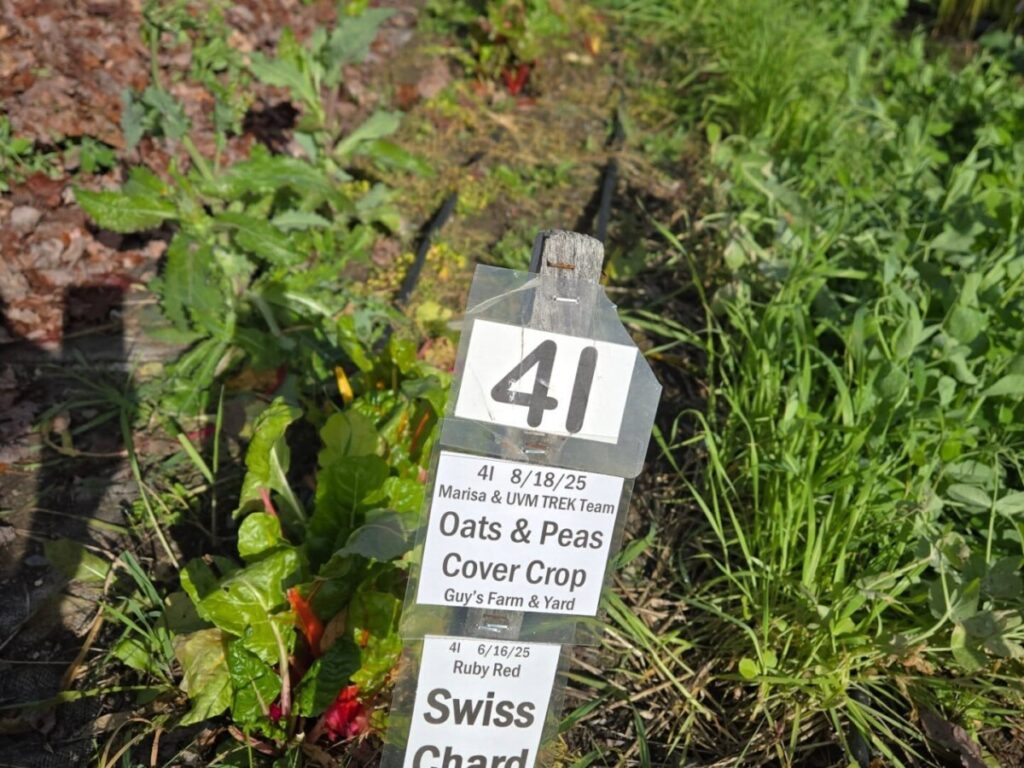 41
41 8/18/25
Marisa & UVM TREK Team
Oats & Peas
Cover Crop
Guy's Farm & Yard
41 6/16/25
Ruby Red
Swiss
Chard